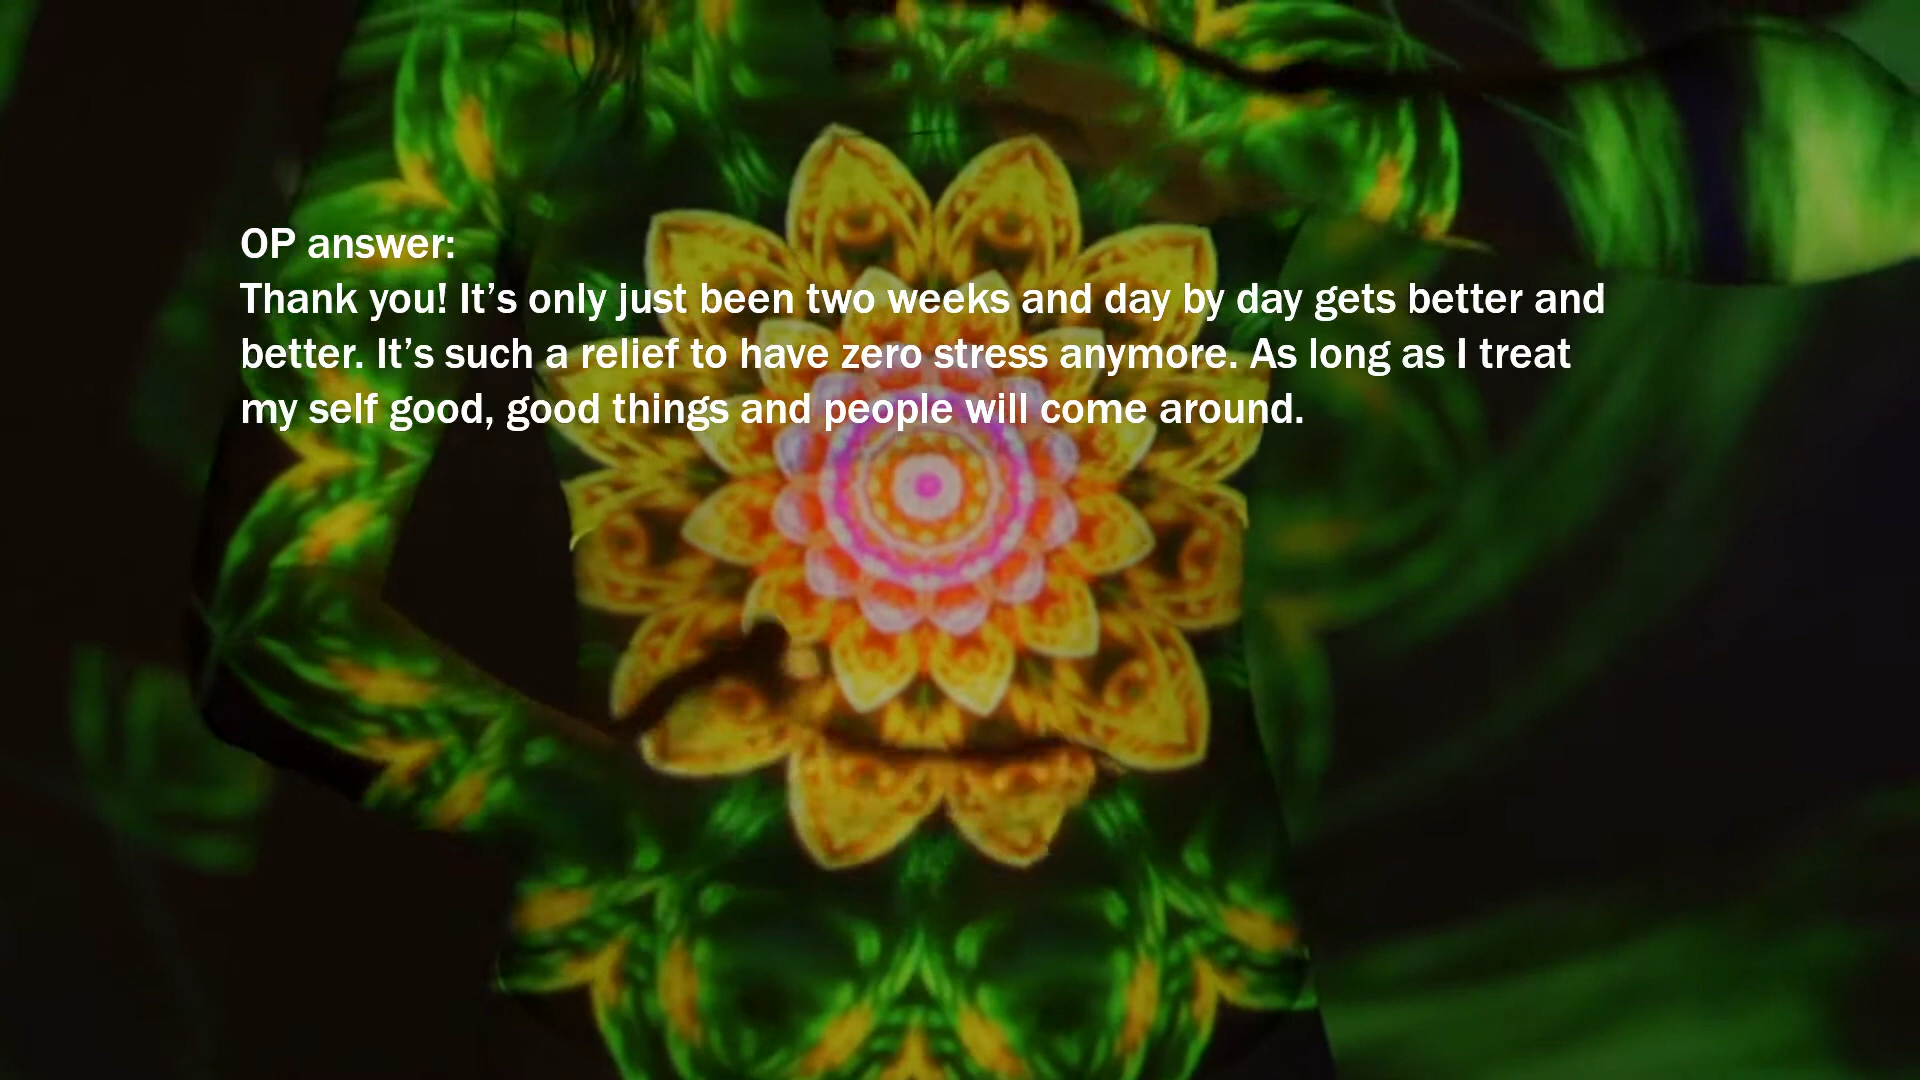 OP answer:
Thank you! It’s only just been two weeks and day by day gets better and
better. It’s such a relief to have zero stress anymore. As long as I treat
my self good, good things and people will come around.